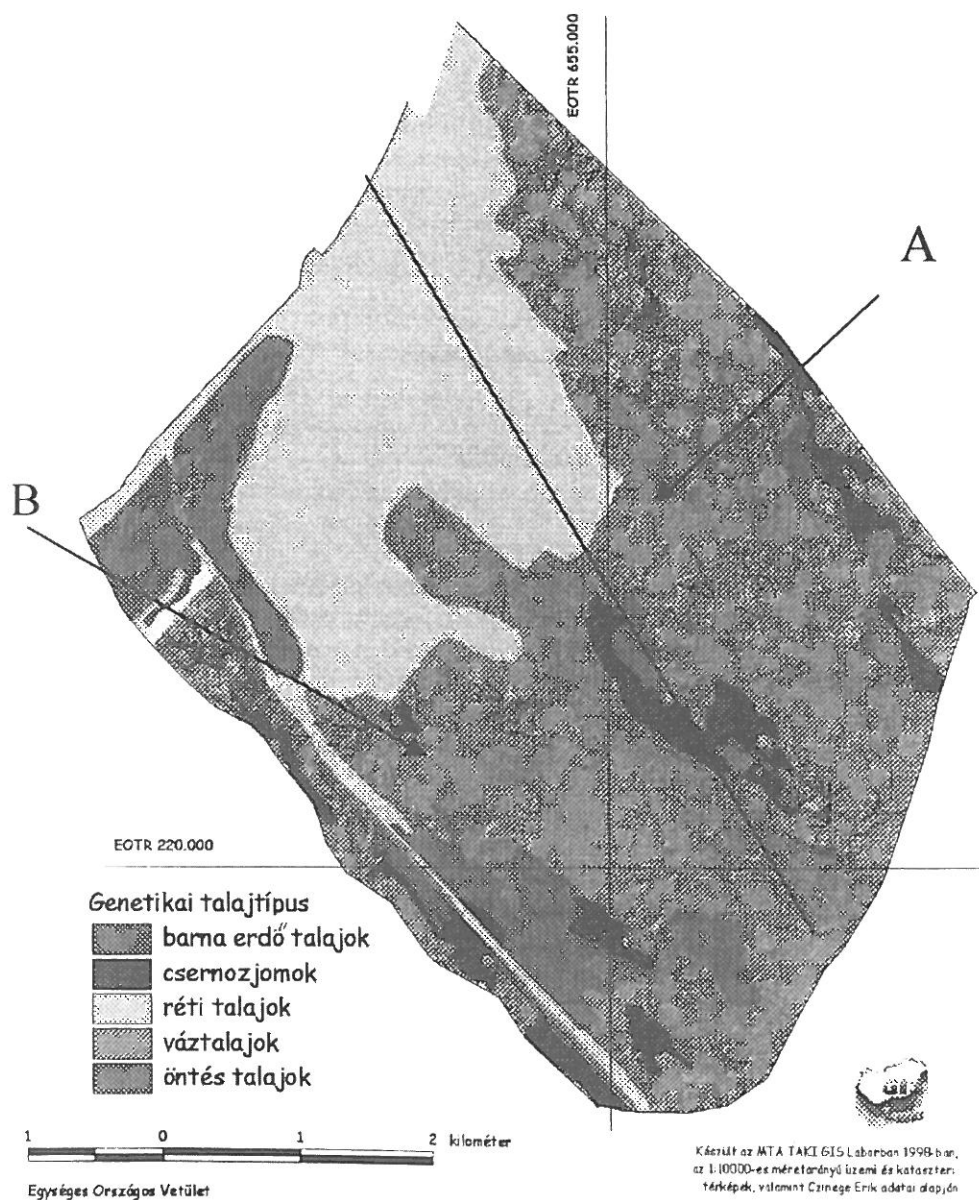 EOTR 655.000
A
B
EOTR 220.000
Genetikai talajtípus
barna erdő talajok
csernozjomok
réti talajok
váztalajok
öntés talajok
1 0 1 2 kilométer
Egységes Országos Vetület
GIT
Készült az MTA TAKI GIS Laborban 1998-ban,
az 1:10000-es méretarányú üzemi és kataszteri
térképek, valamint Czinege Erik adatai alapján